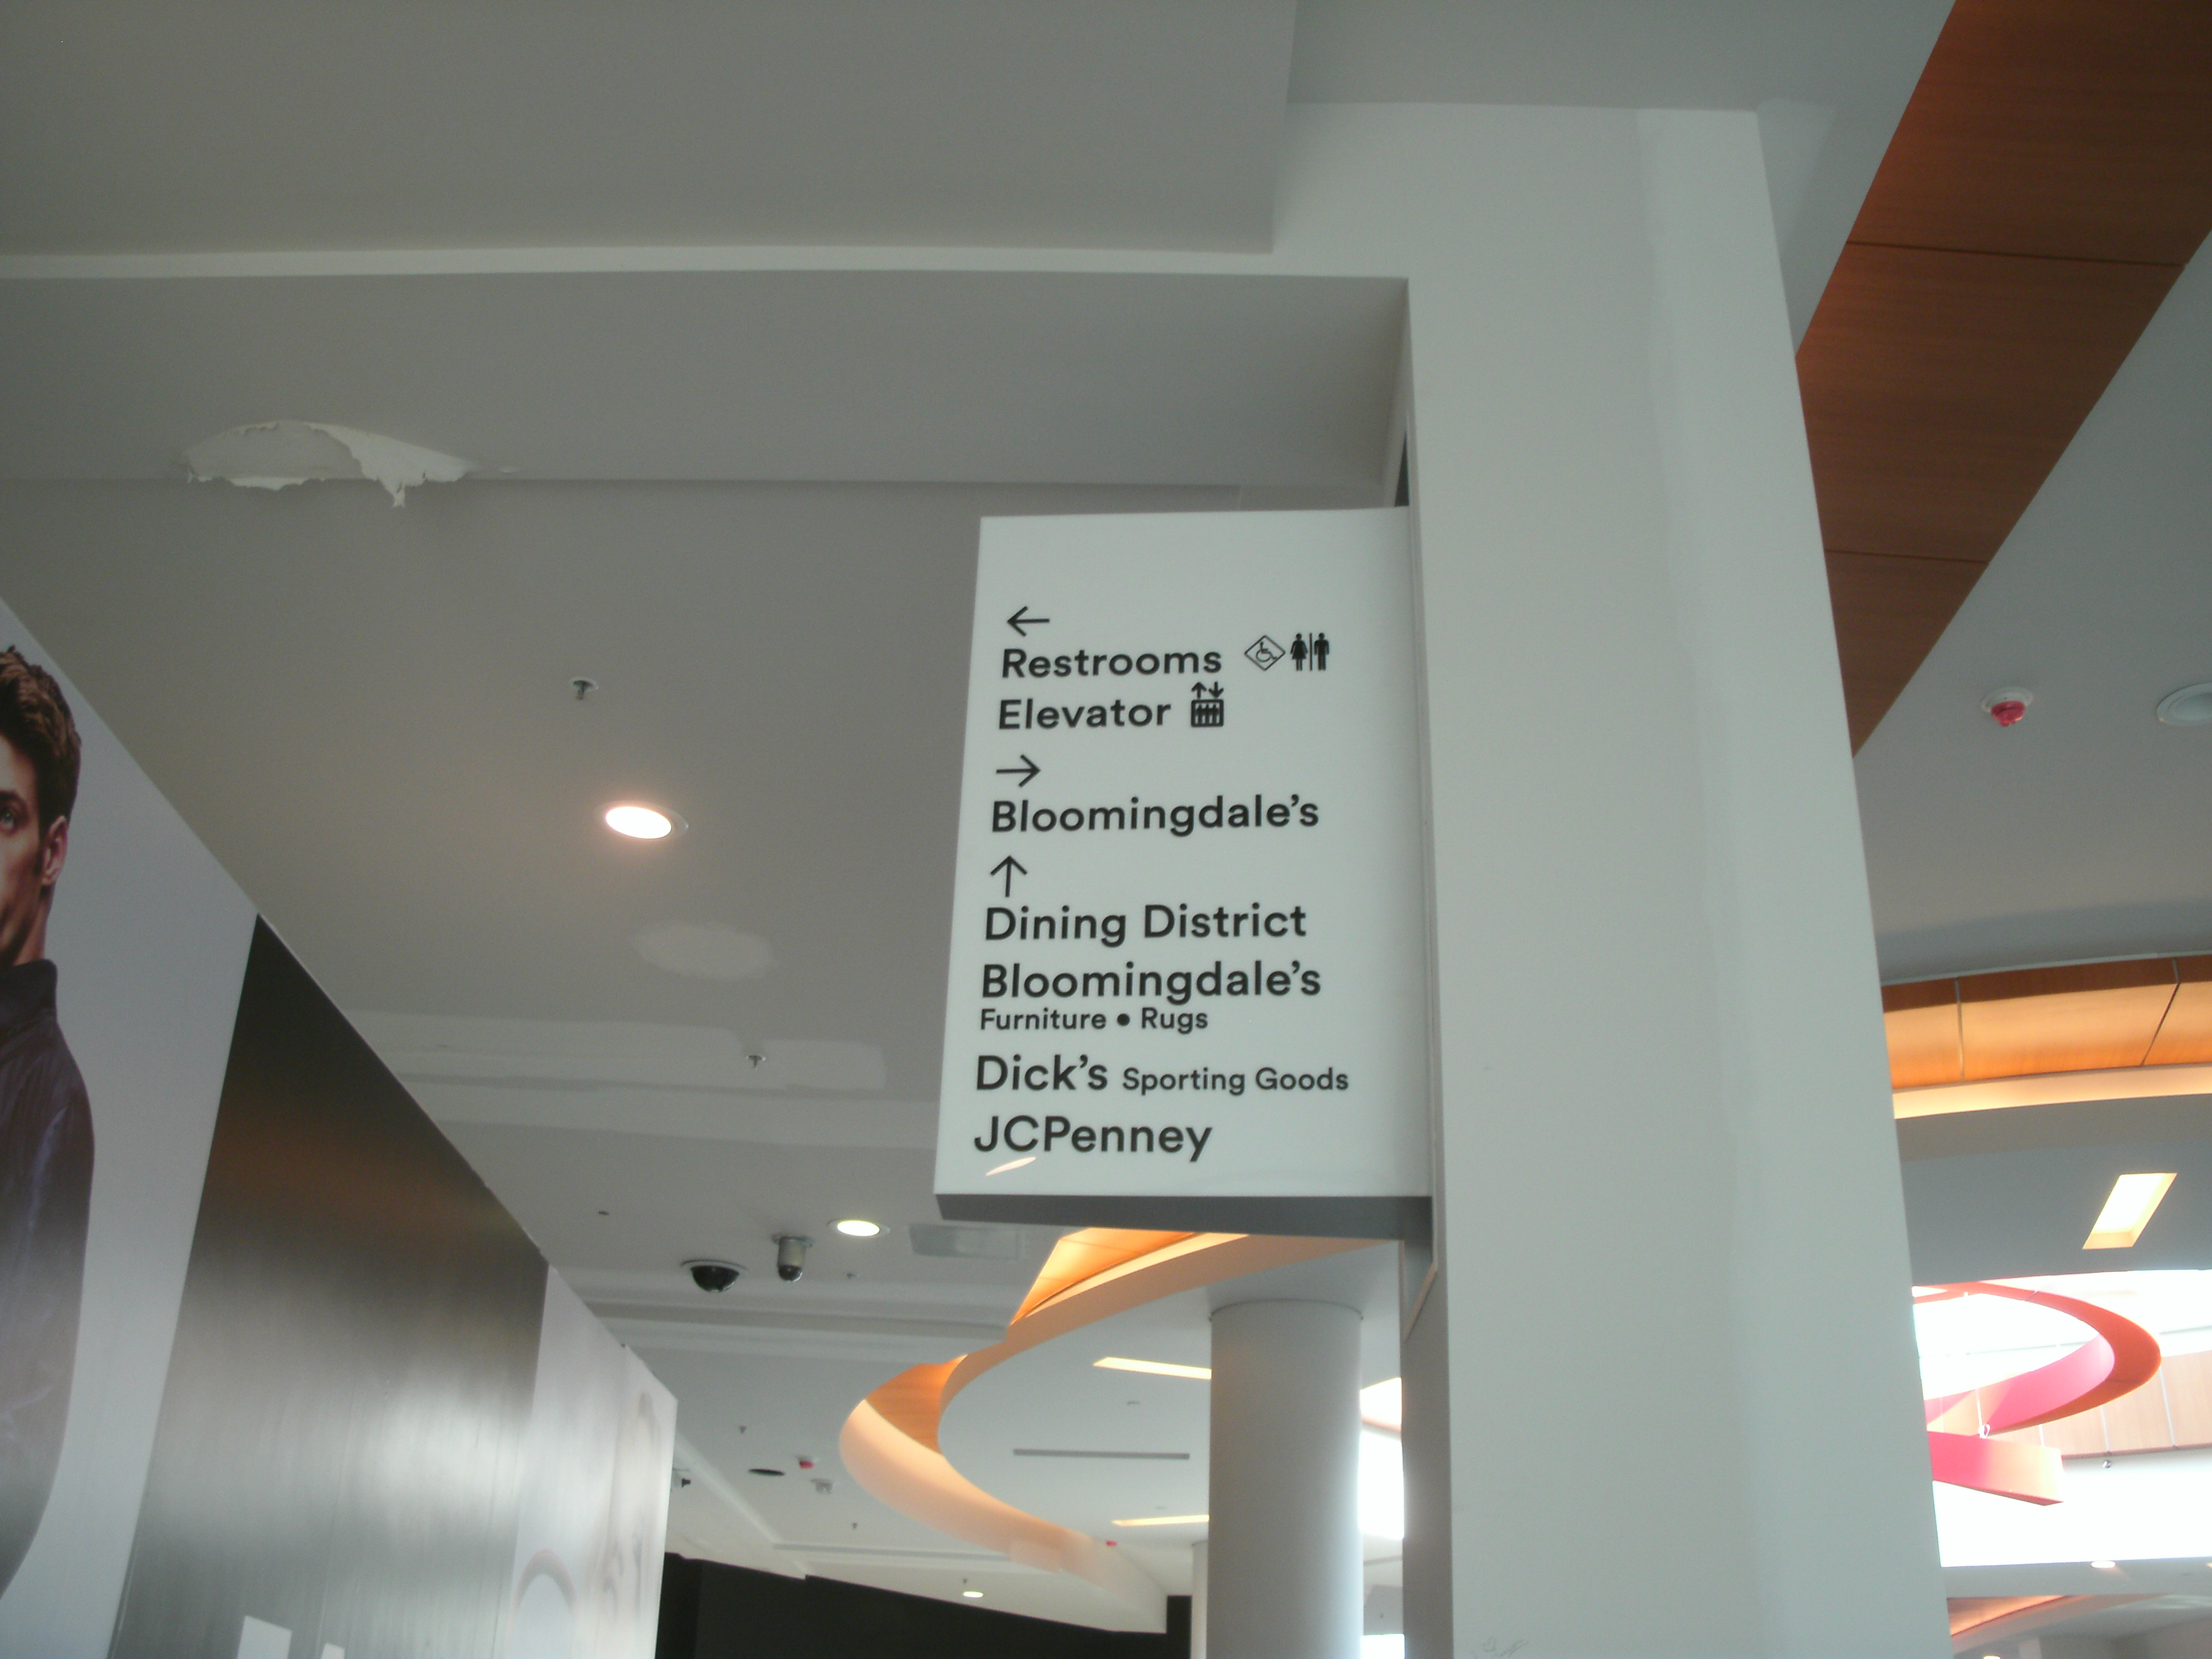 ←
Restrooms
Elevator
→
Bloomingdale’s
↑
Dining District
Bloomingdale’s
Furniture • Rugs
Dick’s Sporting Goods
JCPenney